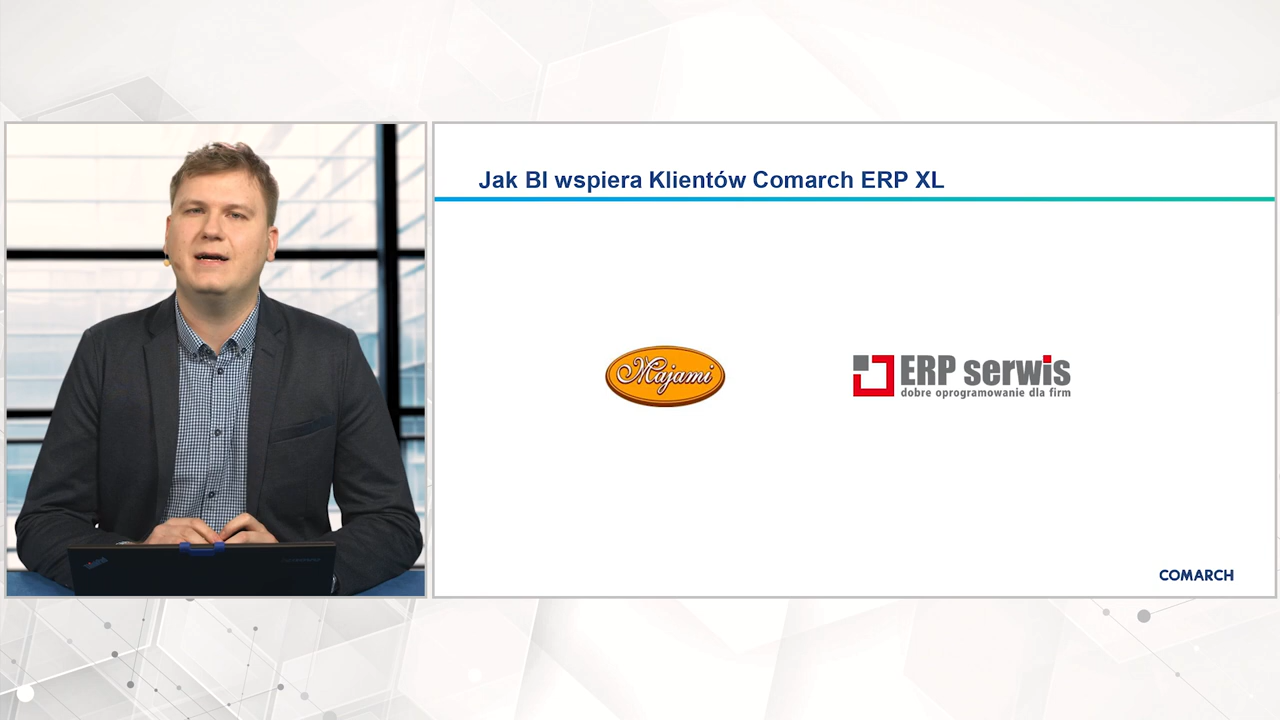 Jak BI wspiera Klientów Comarch ERP XL
Majami
ERP serwis
dobre oprogramowanie dla firm
COMARCH